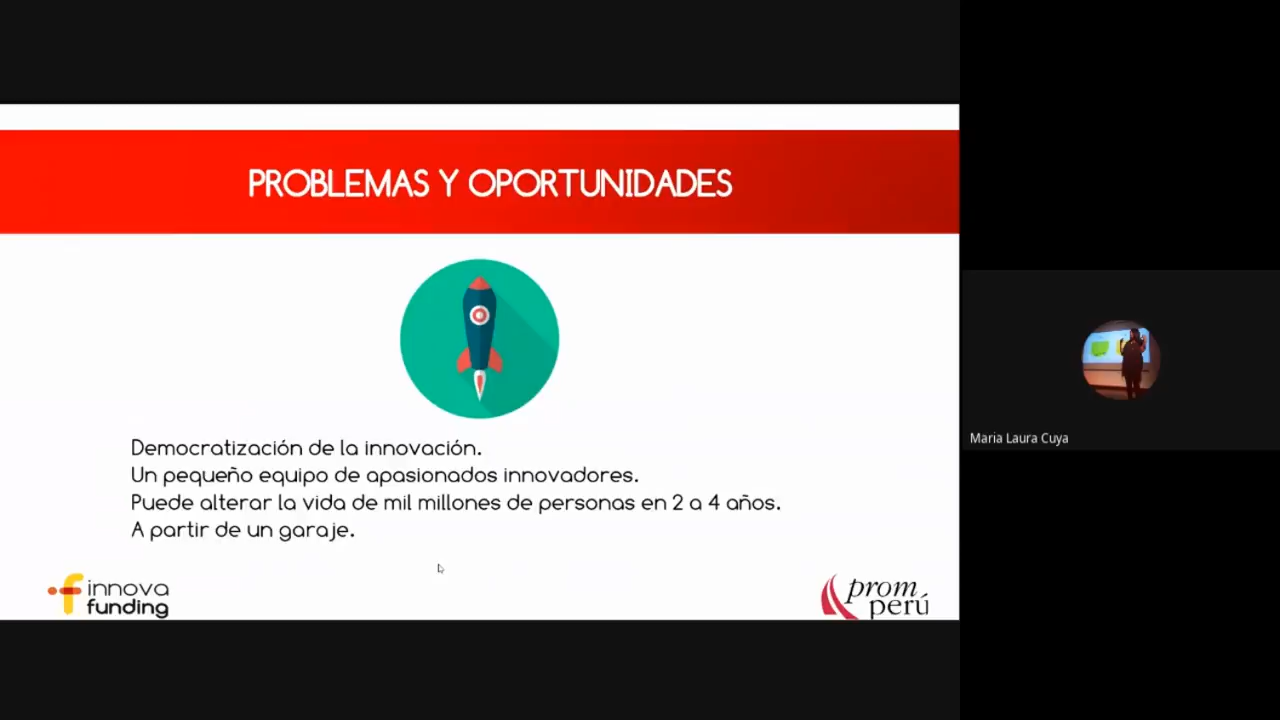 PROBLEMAS Y OPORTUNIDADES
Democratización de la innovación.
Un pequeño equipo de apasionados innovadores.
Puede alterar la vida de mil millones de personas en 2 a 4 años.
A partir de un garaje.
innova
funding
prom
perú
Maria Laura Cuya